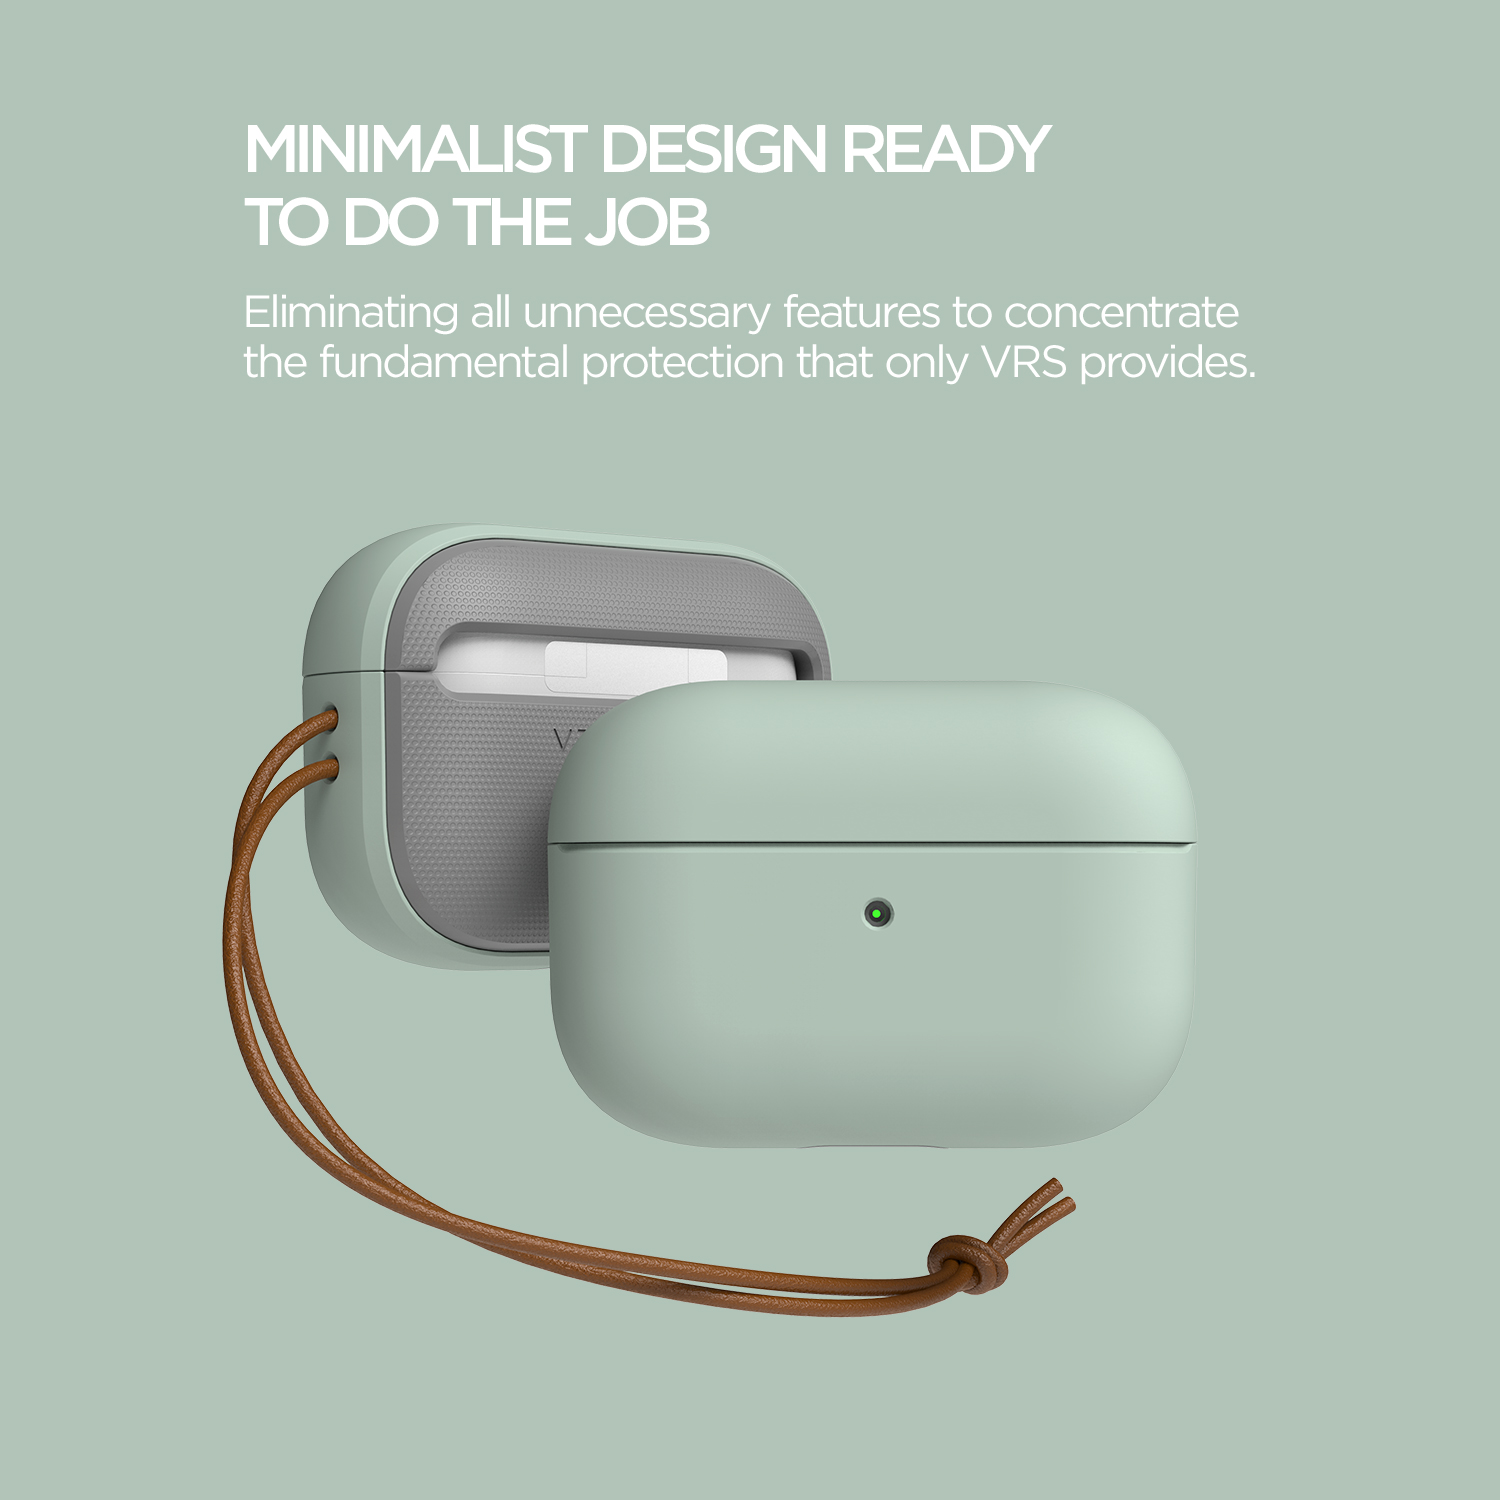 MINIMALIST DESIGN READY
TO DO THE JOB
Eliminating all unnecessary features to concentrate
the fundamental protection that only VRS provides.